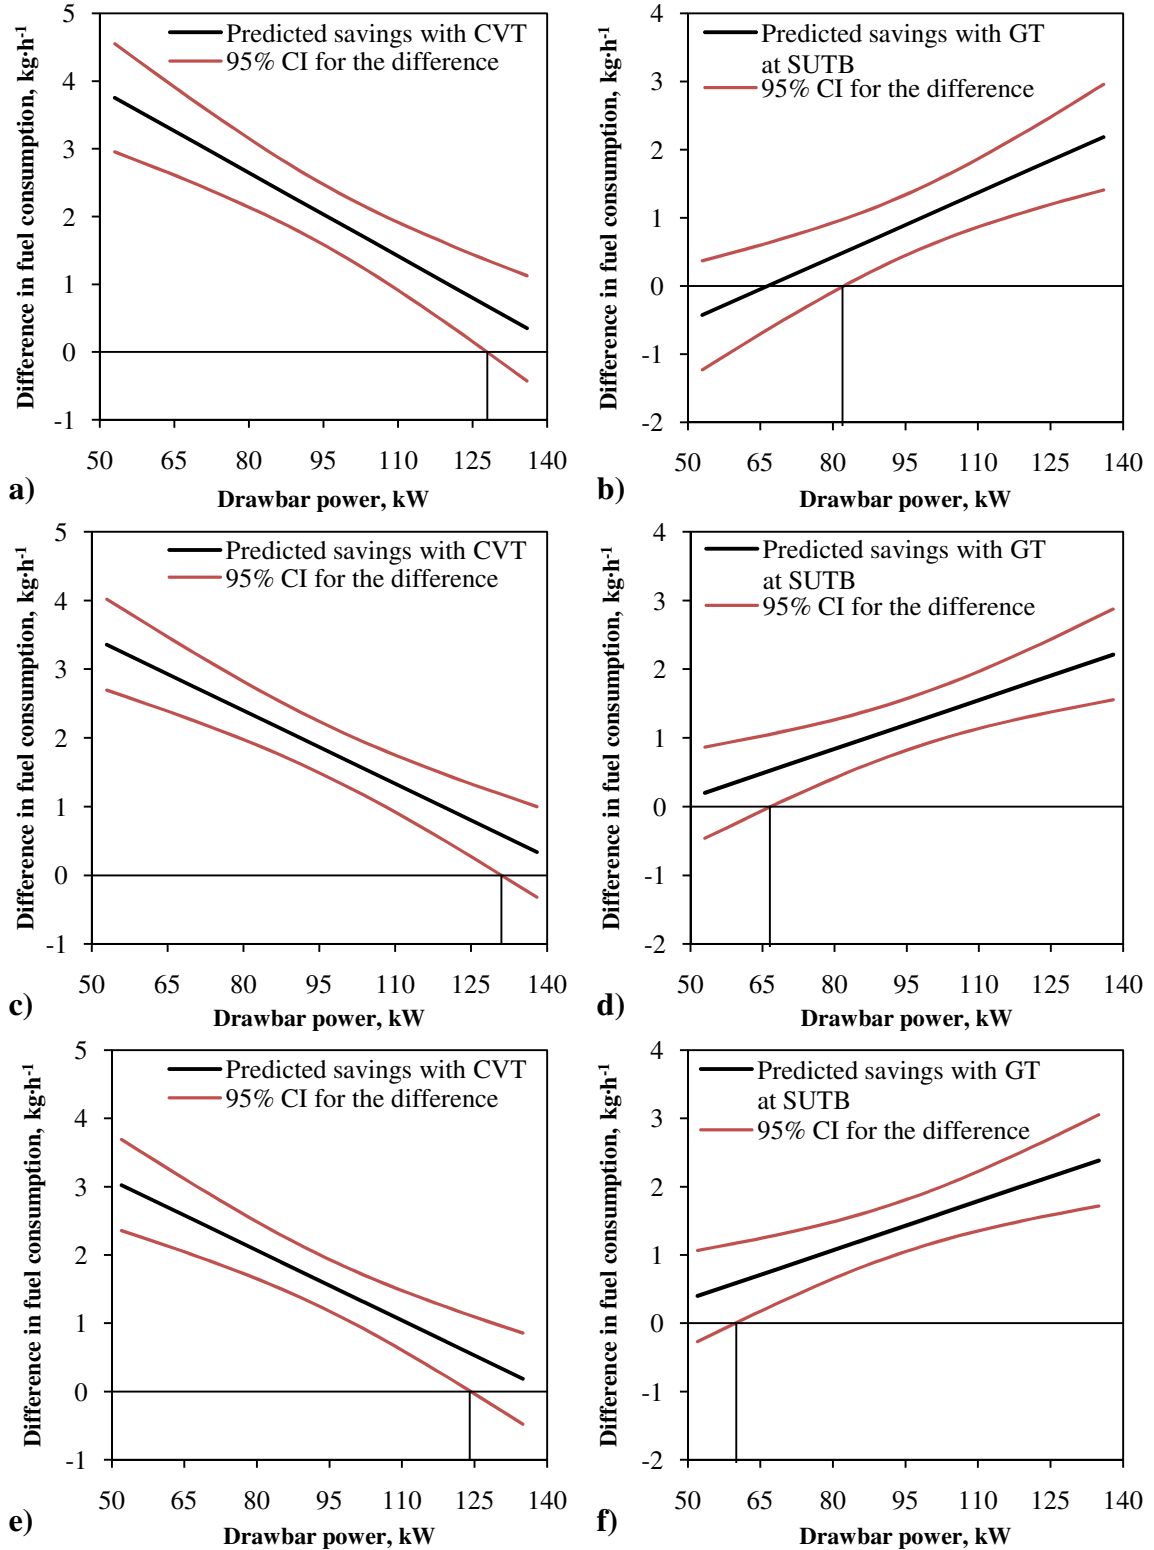 Difference in fuel consumption, kg·h-1
5
4
3
2
1
0
-1
Predicted savings with CVT
95% CI for the difference
50 65 80 95 110 125 140
a)
Drawbar power, kW
Difference in fuel consumption, kg·h-1
4
3
2
1
0
-1
-2
Predicted savings with GT
at SUTB
95% CI for the difference
50 65 80 95 110 125 140
b)
Drawbar power, kW
Difference in fuel consumption, kg·h-1
5
4
3
2
1
0
-1
Predicted savings with CVT
95% CI for the difference
50 65 80 95 110 125 140
c)
Drawbar power, kW
Difference in fuel consumption, kg·h-1
4
3
2
1
0
-1
-2
Predicted savings with GT
at SUTB
95% CI for the difference
50 65 80 95 110 125 140
d)
Drawbar power, kW
Difference in fuel consumption, kg·h-1
5
4
3
2
1
0
-1
Predicted savings with CVT
95% CI for the difference
50 65 80 95 110 125 140
e)
Drawbar power, kW
Difference in fuel consumption, kg·h-1
4
3
2
1
0
-1
-2
Predicted savings with GT
at SUTB
95% CI for the difference
50 65 80 95 110 125 140
f)
Drawbar power, kW